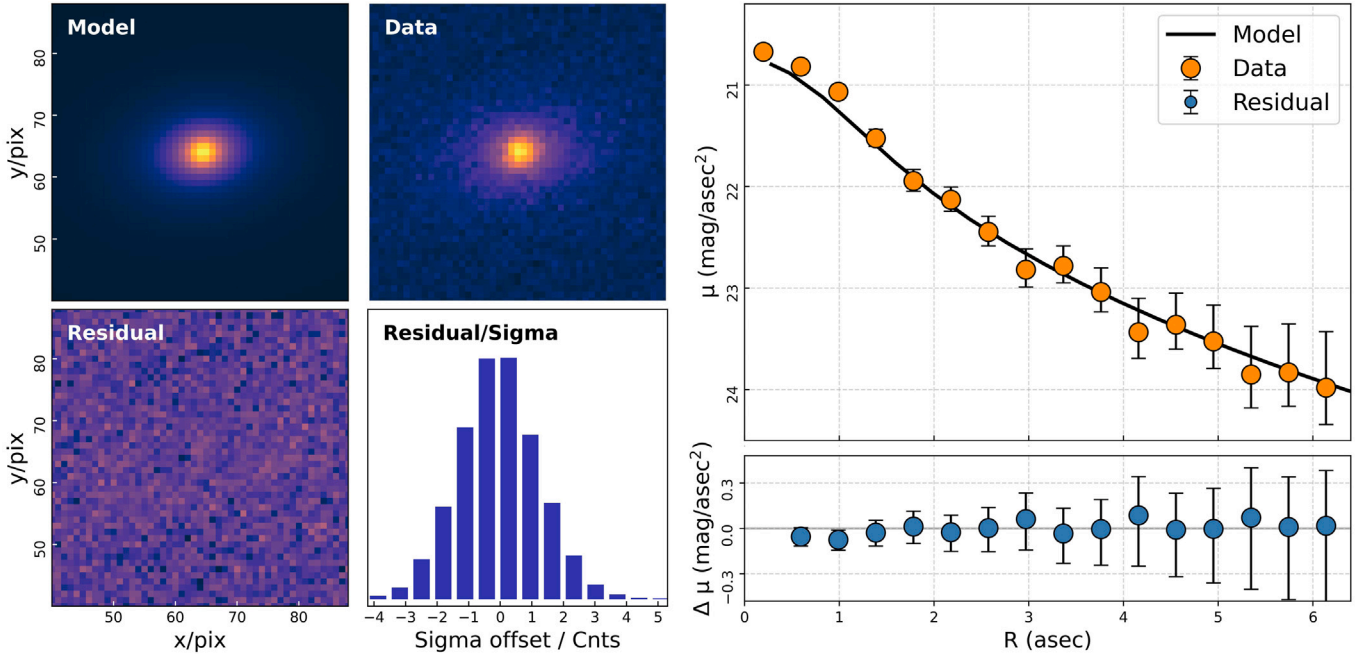 Model
Data
y/pix
80
70
60
50
Residual
Residual/Sigma
y/pix
80
70
60
50
50
60
70
80
x/pix
−4 −3 −2 −1 0 1 2 3 4 5
Sigma offset / Cnts
Model
Data
Residual
μ (mag/asec²)
21
22
23
24
Δ μ (mag/asec²)
0.3
0.0
−0.3
0 1 2 3 4 5 6
R (asec)